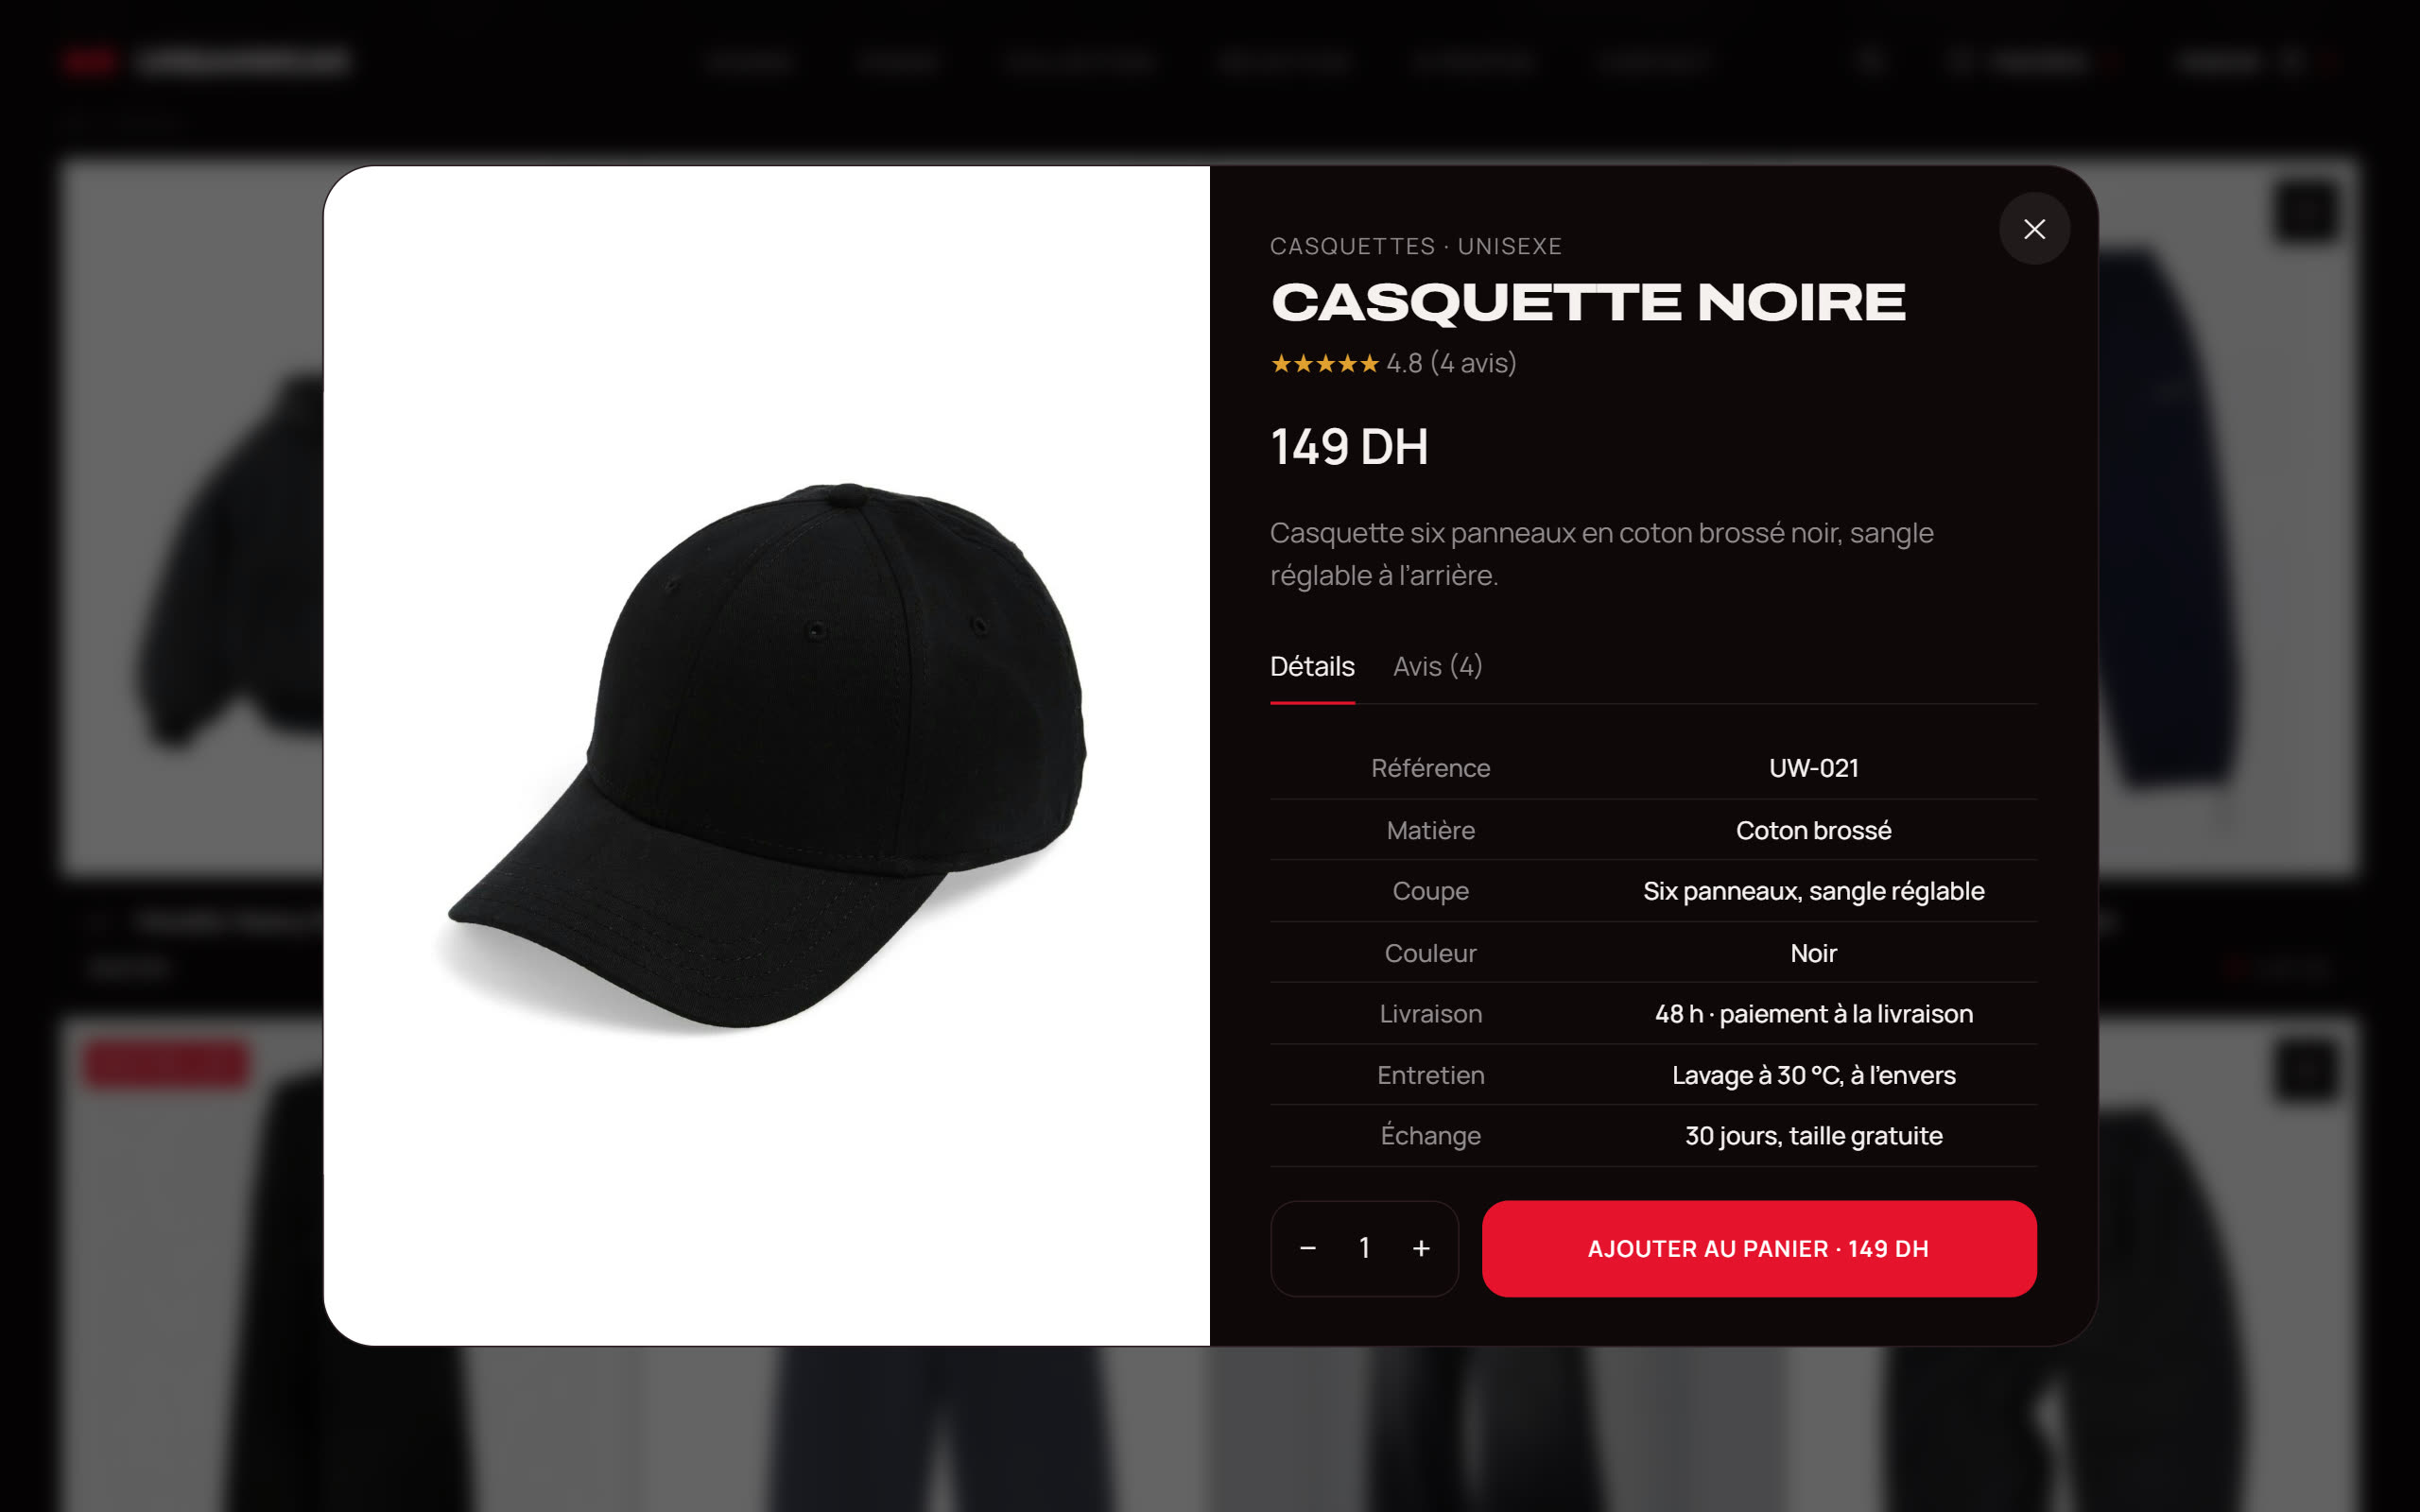 CASQUETTES · UNISEXE
CASQUETTE NOIRE
★★★★★ 4.8 (4 avis)
149 DH
Casquette six panneaux en coton brossé noir, sangle
réglable à l’arrière.
Détails Avis (4)
Référence UW-021
Matière Coton brossé
Coupe Six panneaux, sangle réglable
Couleur Noir
Livraison 48 h · paiement à la livraison
Entretien Lavage à 30 °C, à l’envers
Échange 30 jours, taille gratuite
− 1 + AJOUTER AU PANIER · 149 DH